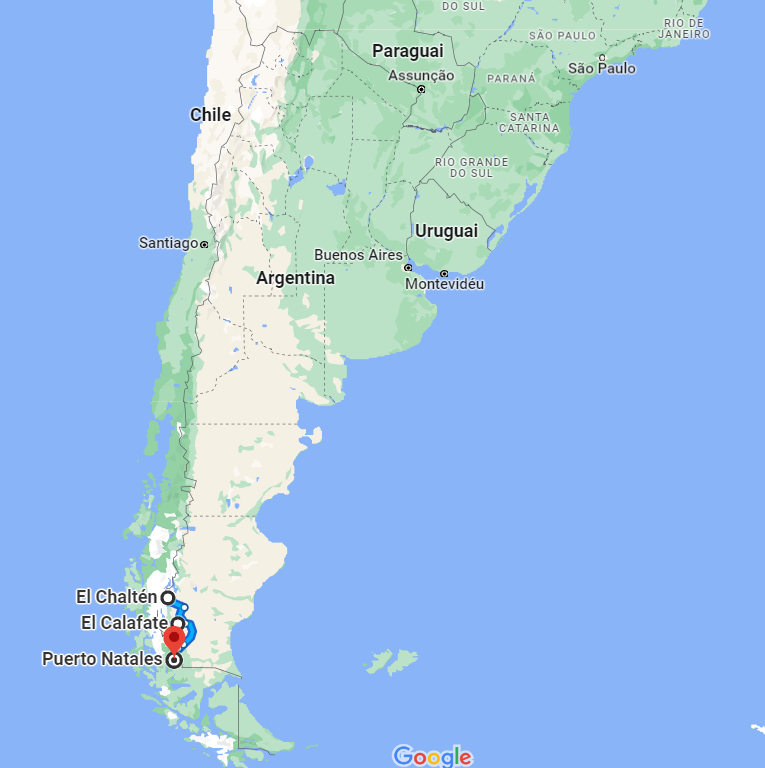 DO SUL
RIO DE
JANEIRO
SÃO PAULO
Paraguai
São Paulo
Assunção
PARANÁ
Chile
SANTA
CATARINA
RIO GRANDE
DO SUL
Uruguai
Santiago
Buenos Aires
Argentina
Montevidéu
El Chaltén
El Calafate
Puerto Natales
Google